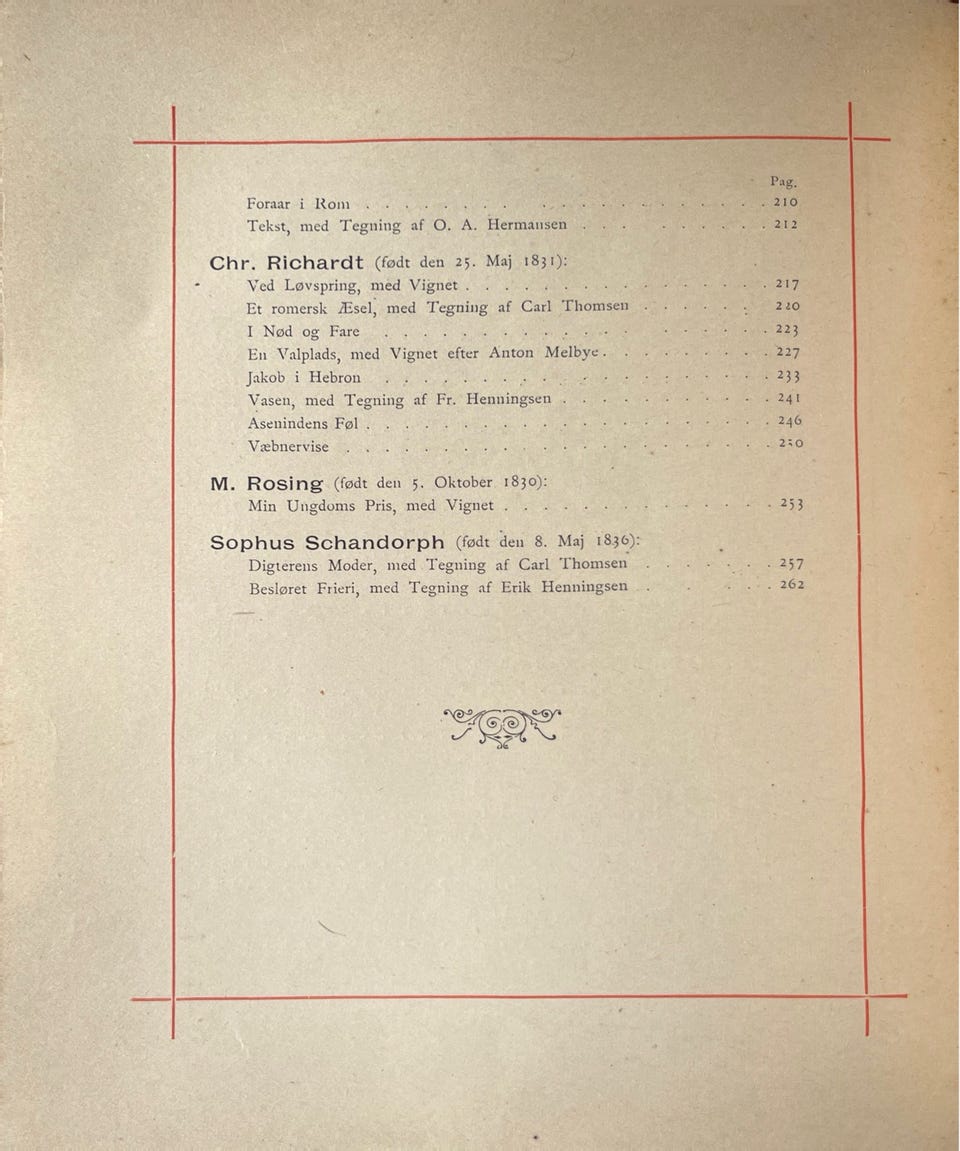 Pag.
Foraar i Rom . . . . . . . . . . . . . . . . . . . . 210
Tekst, med Tegning af O. A. Hermansen . . . . . . . . . 212
Chr. Richardt (født den 25. Maj 1831):
Ved Løvspring, med Vignet . . . . . . . . . . . . . . . 217
Et romersk Æsel, med Tegning af Carl Thomsen . . . . . . 220
I Nød og Fare . . . . . . . . . . . . . . . . . 223
En Valplads, med Vignet efter Anton Melbye . . . . . . . . 227
Jakob i Hebron . . . . . . . . . . . . . . . . . . 233
Vasen, med Tegning af Fr. Henningsen . . . . . . . . . . 241
Asenindens Føl . . . . . . . . . . . . . . . . . . . 246
Væbnervise . . . . . . . . . . . . . . . . . . . . 250
M. Rosing (født den 5. Oktober 1830):
Min Ungdoms Pris, med Vignet . . . . . . . . . . . . . 253
Sophus Schandorph (født den 8. Maj 1836):
Digterens Moder, med Tegning af Carl Thomsen . . . . . . . 257
Besløret Frieri, med Tegning af Erik Henningsen . . . . . 262